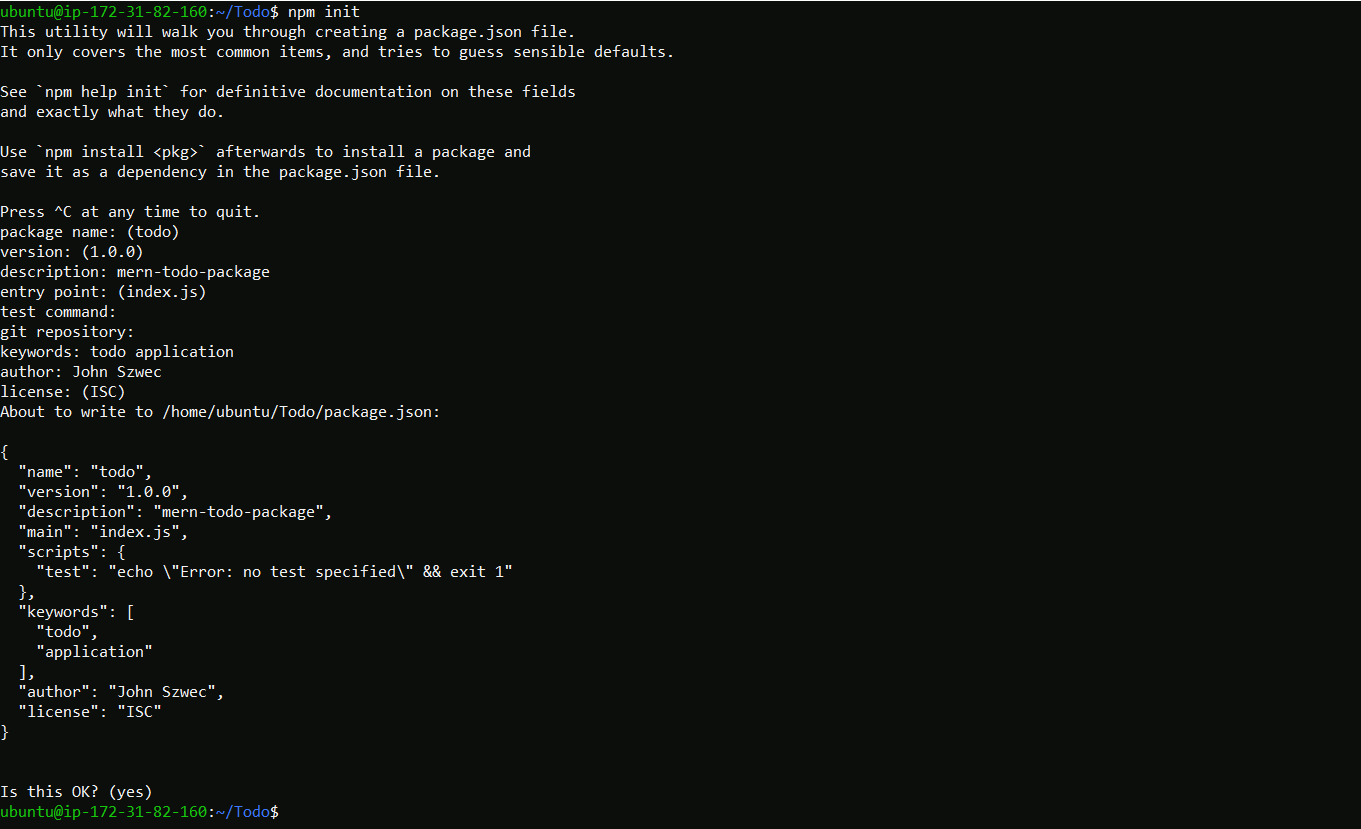 ubuntu@ip-172-31-82-160:~/Todo$ npm init
This utility will walk you through creating a package.json file.
It only covers the most common items, and tries to guess sensible defaults.

See `npm help init` for definitive documentation on these fields
and exactly what they do.

Use `npm install <pkg>` afterwards to install a package and
save it as a dependency in the package.json file.

Press ^C at any time to quit.
package name: (todo)
version: (1.0.0)
description: mern-todo-package
entry point: (index.js)
test command:
git repository:
keywords: todo application
author: John Szwec
license: (ISC)
About to write to /home/ubuntu/Todo/package.json:

{
  "name": "todo",
  "version": "1.0.0",
  "description": "mern-todo-package",
  "main": "index.js",
  "scripts": {
    "test": "echo \"Error: no test specified\" && exit 1"
  },
  "keywords": [
    "todo",
    "application"
  ],
  "author": "John Szwec",
  "license": "ISC"
}


Is this OK? (yes)
ubuntu@ip-172-31-82-160:~/Todo$